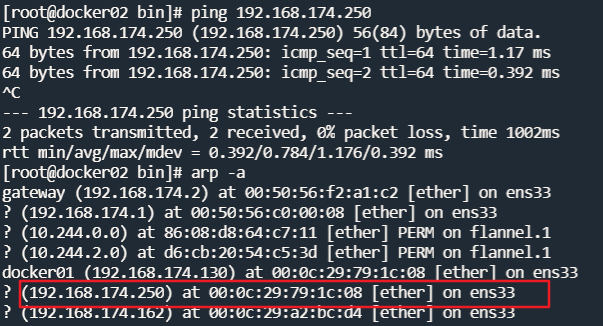 [root@docker02 bin]# ping 192.168.174.250
PING 192.168.174.250 (192.168.174.250) 56(84) bytes of data.
64 bytes from 192.168.174.250: icmp_seq=1 ttl=64 time=1.17 ms
64 bytes from 192.168.174.250: icmp_seq=2 ttl=64 time=0.392 ms
^C
--- 192.168.174.250 ping statistics ---
2 packets transmitted, 2 received, 0% packet loss, time 1002ms
rtt min/avg/max/mdev = 0.392/0.784/1.176/0.392 ms
[root@docker02 bin]# arp -a
gateway (192.168.174.2) at 00:50:56:f2:a1:c2 [ether] on ens33
? (192.168.174.1) at 00:50:56:c0:00:08 [ether] on ens33
? (10.244.0.0) at 86:08:d8:64:c7:11 [ether] PERM on flannel.1
? (10.244.2.0) at d6:cb:20:54:c5:3d [ether] PERM on flannel.1
docker01 (192.168.174.130) at 00:0c:29:79:1c:08 [ether] on ens33
? (192.168.174.250) at 00:0c:29:79:1c:08 [ether] on ens33
? (192.168.174.162) at 00:0c:29:a2:bc:d4 [ether] on ens33